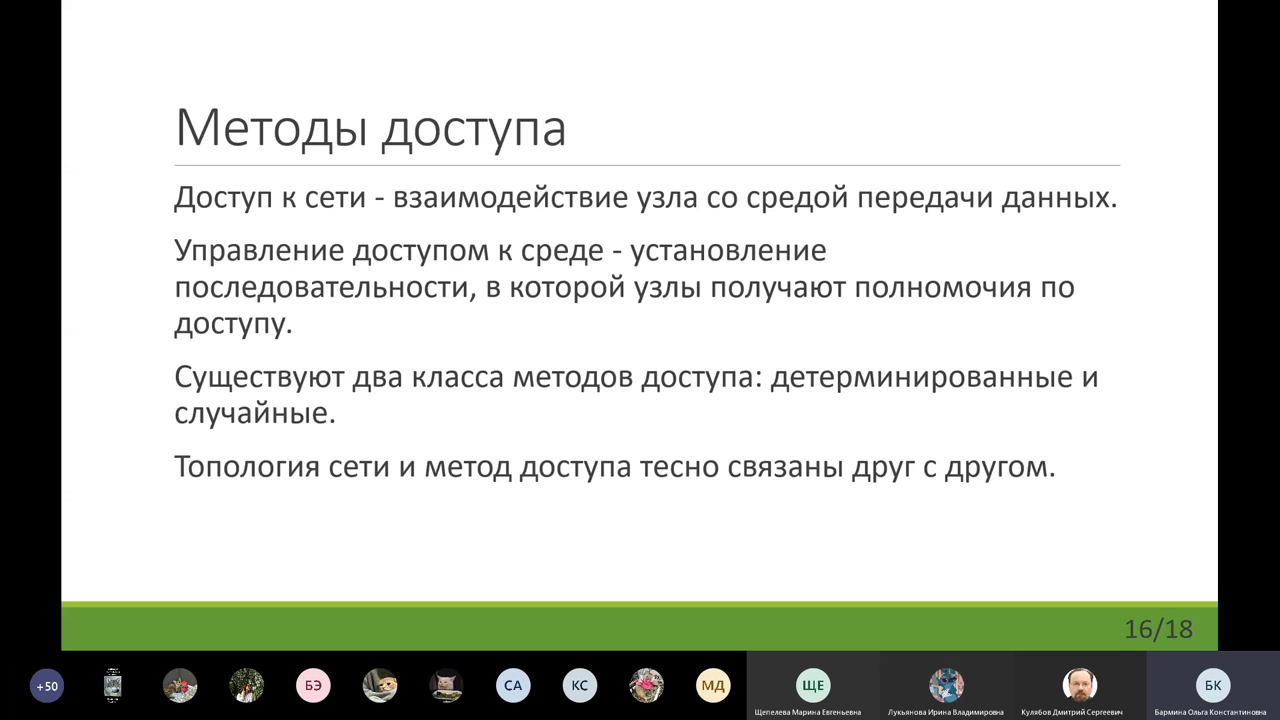 Методы доступа
Доступ к сети - взаимодействие узла со средой передачи данных.
Управление доступом к среде - установление
последовательности, в которой узлы получают полномочия по
доступу.
Существуют два класса методов доступа: детерминированные и
случайные.
Топология сети и метод доступа тесно связаны друг с другом.
16/18
+50
БЭ
СА
КС
МД
ЩЕ
БК
Щепелева Марина Евгеньевна
Лукьянова Ирина Владимировна
Кулябов Дмитрий Сергеевич
Бармина Ольга Константиновна